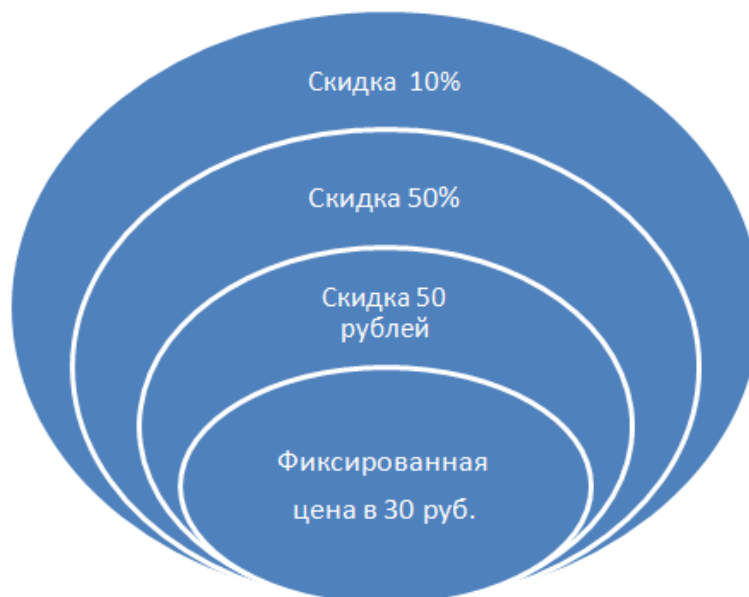 Скидка 10%
Скидка 50%
Скидка 50
рублей
Фиксированная
цена в 30 руб.